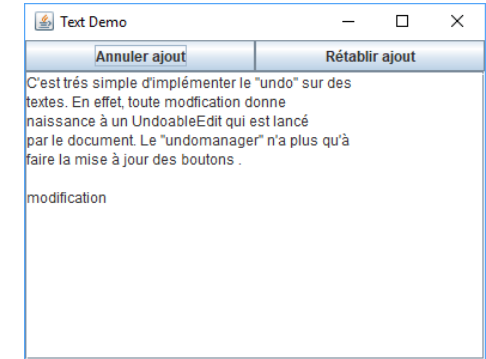 Text Demo
Annuler ajout
Rétablir ajout
C'est trés simple d'implémenter le "undo" sur des
textes. En effet, toute modfication donne
naissance à un UndoableEdit qui est lancé
par le document. Le "undomanager" n'a plus qu'à
faire la mise à jour des boutons .
modification